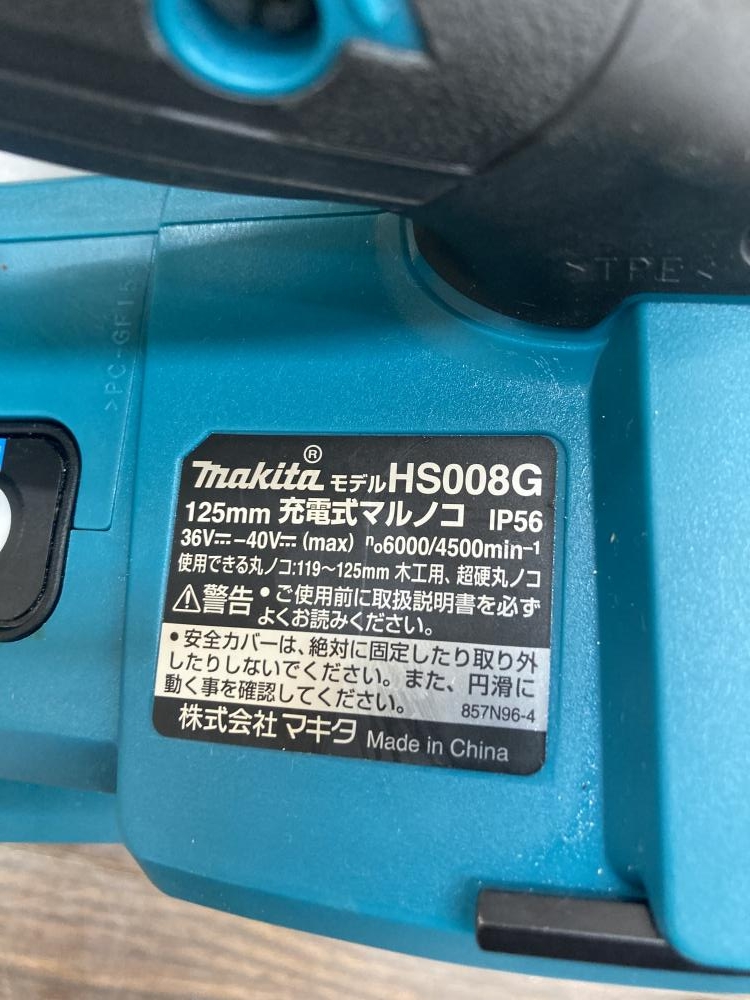 >TPE<
>PC-GF15
makita® モデルHS008G
125mm 充電式マルノコ IP56
36V⎓-40V⎓ (max) n₀6000/4500min⁻¹
使用できる丸ノコ:119〜125mm 木工用、超硬丸ノコ
⚠警告 •ご使用前に取扱説明書を必ず
よくお読みください。
•安全カバーは、絶対に固定したり取り外
したりしないでください。また、円滑に
動く事を確認してください。 857N96-4
株式会社マキタ Made in China